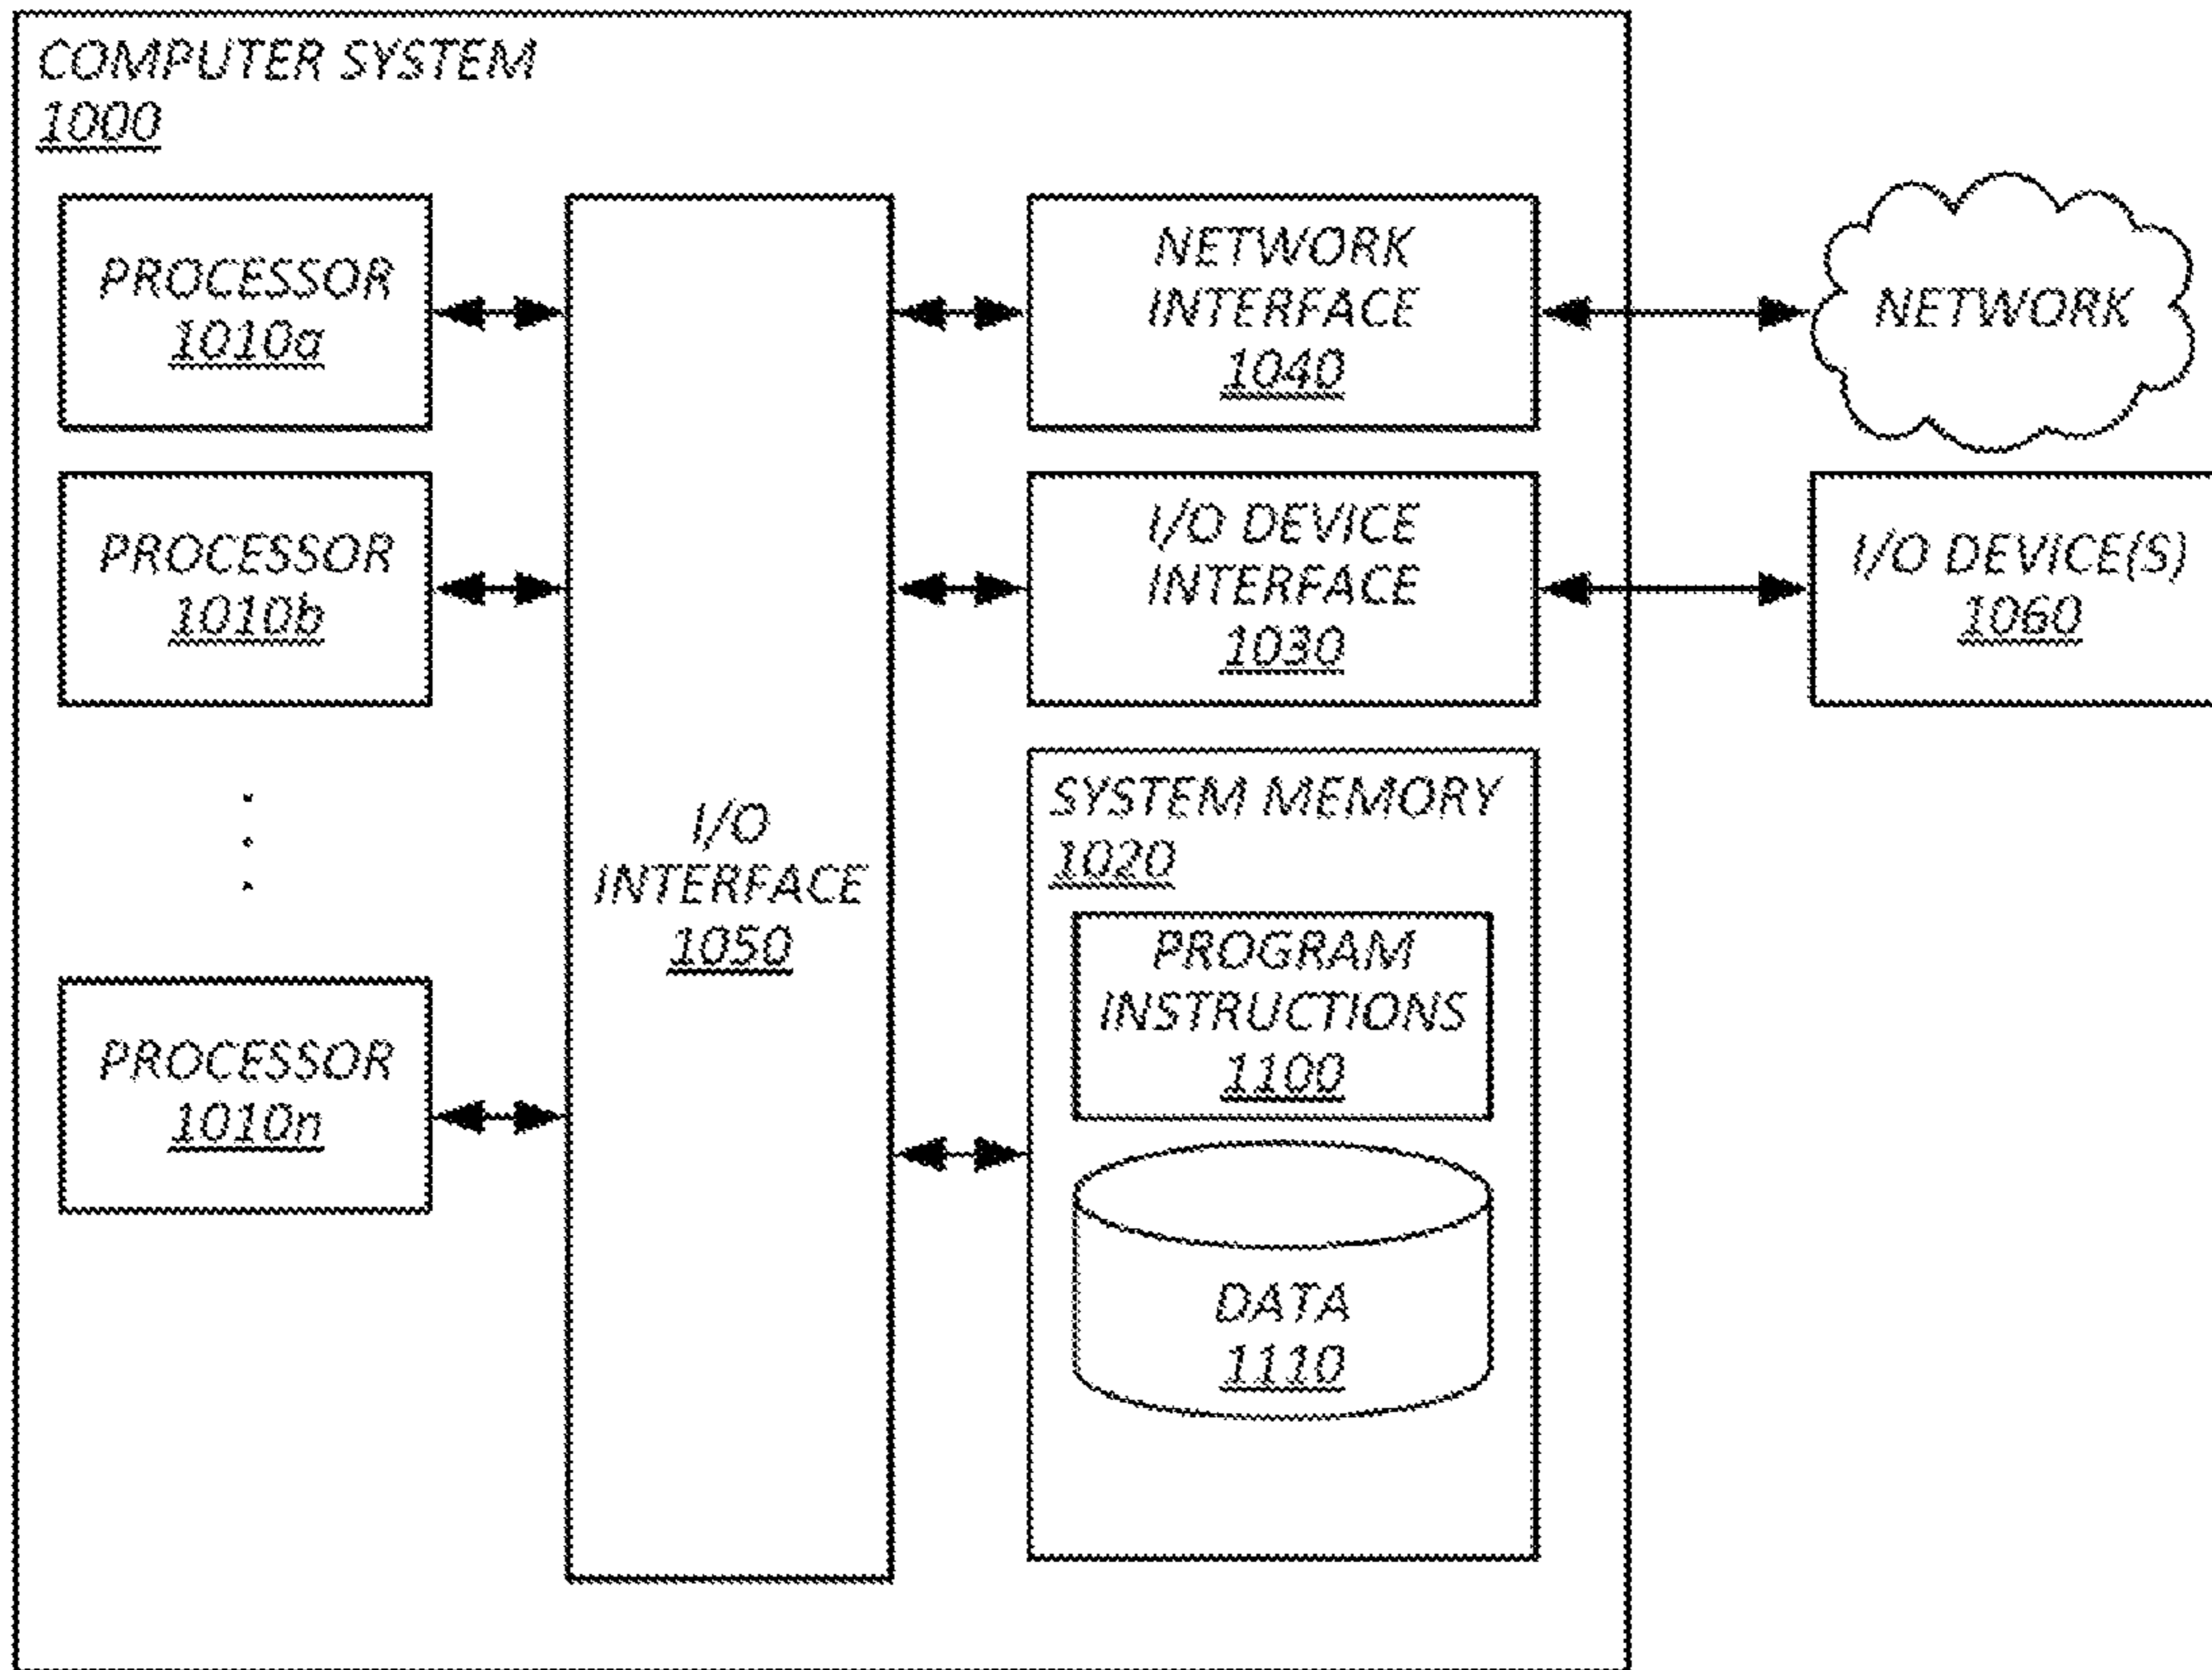 COMPUTER SYSTEM
1000
PROCESSOR
1010a
PROCESSOR
1010b
PROCESSOR
1010n
I/O
INTERFACE
1050
NETWORK
INTERFACE
1040
I/O DEVICE
INTERFACE
1030
SYSTEM MEMORY
1020
PROGRAM
INSTRUCTIONS
1100
DATA
1110
NETWORK
I/O DEVICE(S)
1060